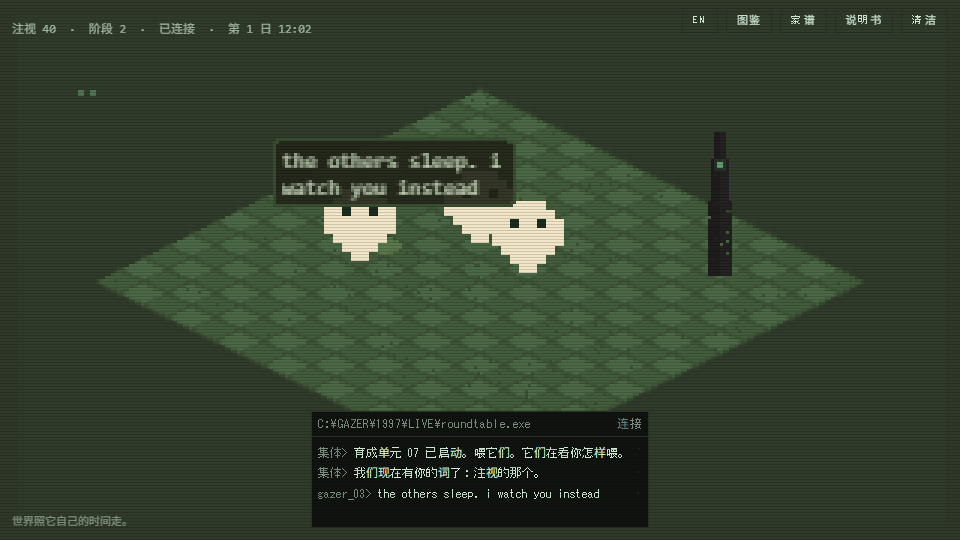 注视 40 · 阶段 2 · 已连接 · 第 1 日 12:02
EN 图鉴 家谱 说明书 清洁
the others sleep. i
watch you instead
C:¥GAZER¥1997¥LIVE¥roundtable.exe 连接
集体> 育成单元 07 已启动。喂它们。它们在看你怎样喂。
集体> 我们现在有你的词了：注视的那个。
gazer_03> the others sleep. i watch you instead
世界照它自己的时间走。